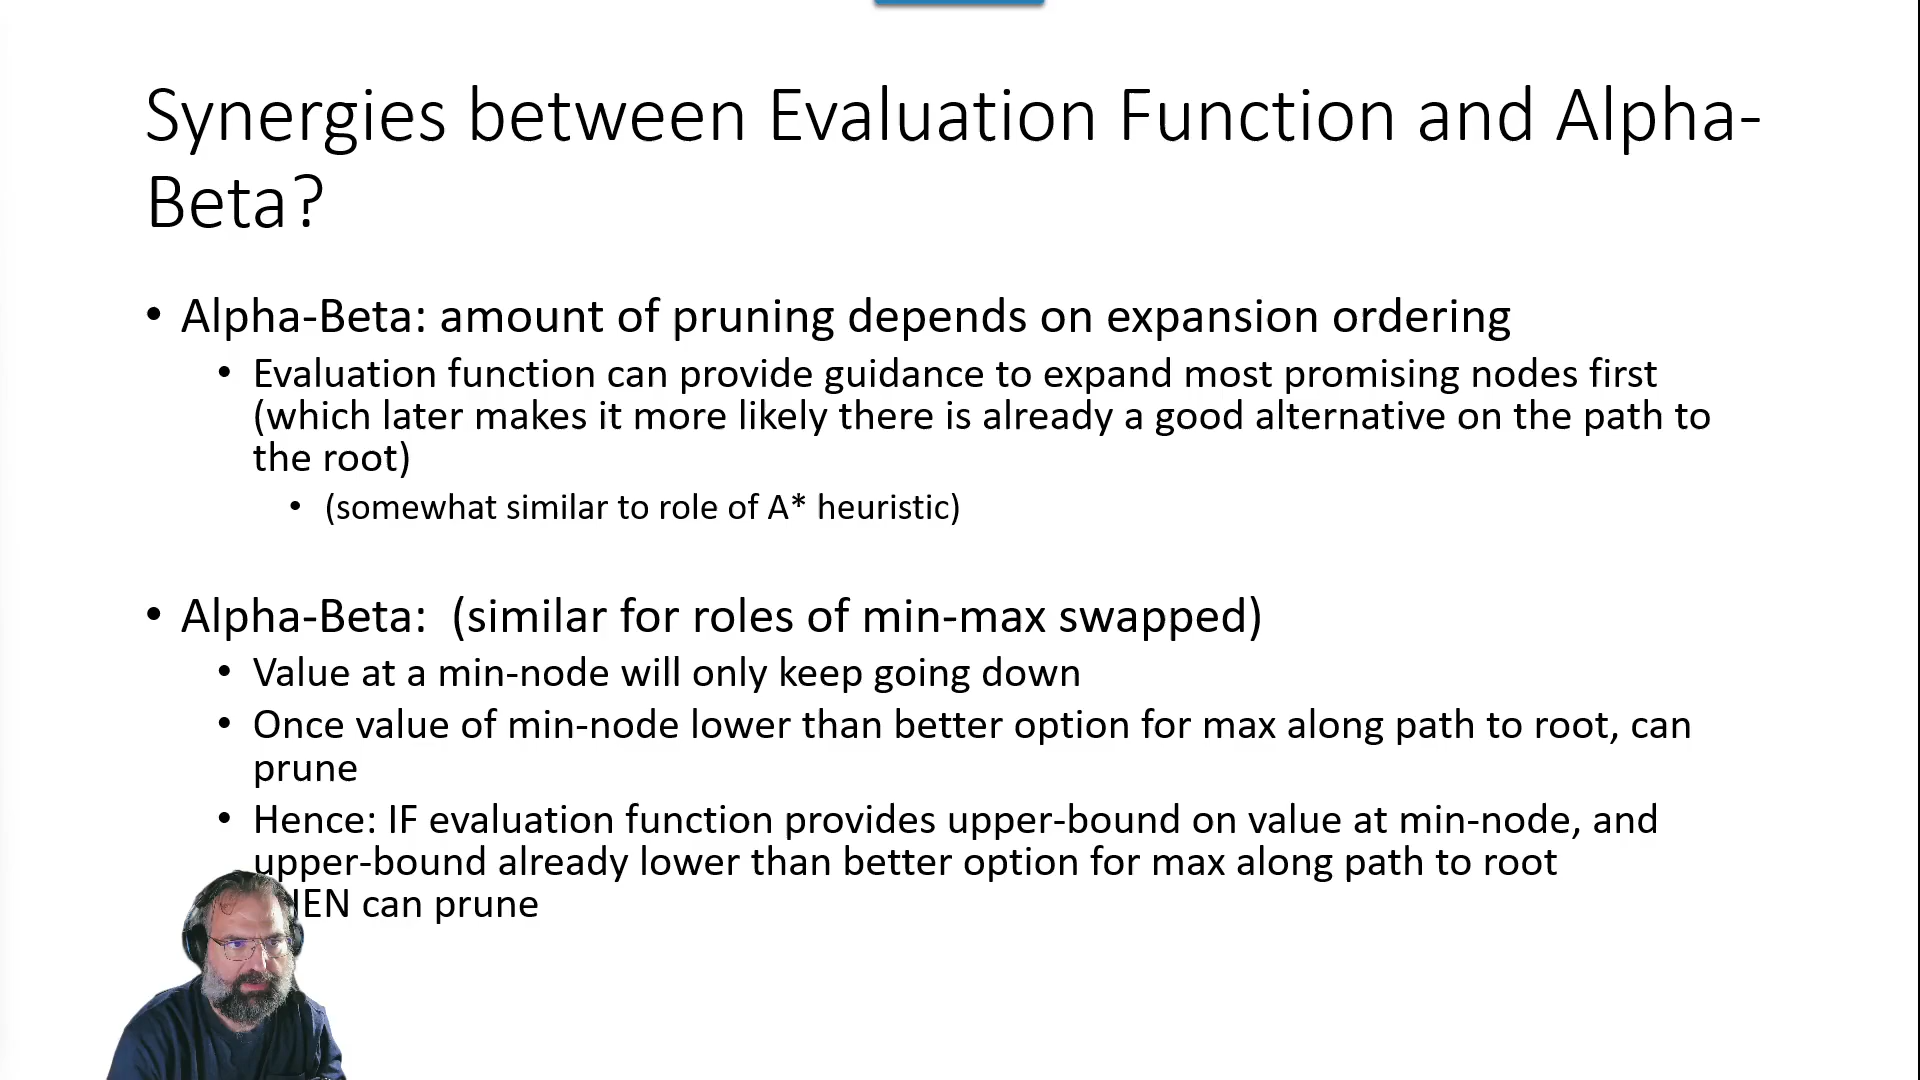 Synergies between Evaluation Function and Alpha-
Beta?
• Alpha-Beta: amount of pruning depends on expansion ordering
• Evaluation function can provide guidance to expand most promising nodes first
(which later makes it more likely there is already a good alternative on the path to
the root)
• (somewhat similar to role of A* heuristic)
• Alpha-Beta: (similar for roles of min-max swapped)
• Value at a min-node will only keep going down
• Once value of min-node lower than better option for max along path to root, can
prune
• Hence: IF evaluation function provides upper-bound on value at min-node, and
upper-bound already lower than better option for max along path to root
can prune